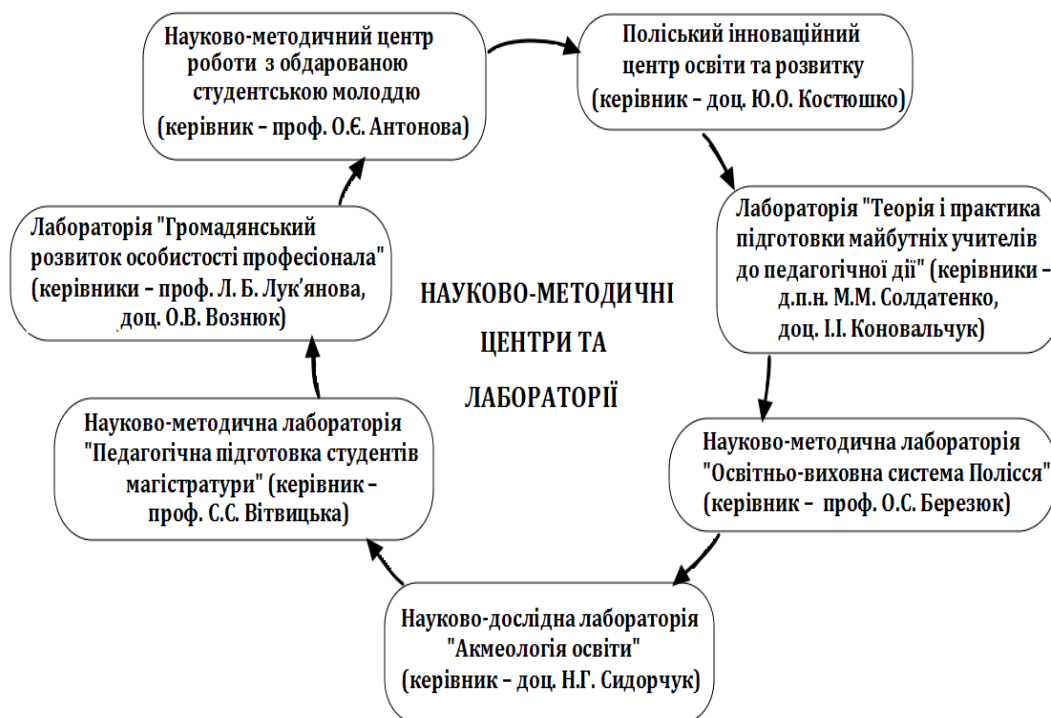 Науково-методичний центр
роботи з обдарованою
студентською молоддю
(керівник – проф. О.Є. Антонова)
Поліський інноваційний
центр освіти та розвитку
(керівник – доц. Ю.О. Костюшко)
Лабораторія "Теорія і практика
підготовки майбутніх учителів
до педагогічної дії" (керівники –
д.п.н. М.М. Солдатенко,
доц. І.І. Коновальчук)
Науково-методична лабораторія
"Освітньо-виховна система Полісся"
(керівник – проф. О.С. Березюк)
Науково-дослідна лабораторія
"Акмеологія освіти"
(керівник – доц. Н.Г. Сидорчук)
Науково-методична лабораторія
"Педагогічна підготовка студентів
магістратури" (керівник –
проф. С.С. Вітвицька)
Лабораторія "Громадянський
розвиток особистості професіонала"
(керівники – проф. Л. Б. Лук'янова,
доц. О.В. Вознюк)
НАУКОВО-МЕТОДИЧНІ
ЦЕНТРИ ТА
ЛАБОРАТОРІЇ